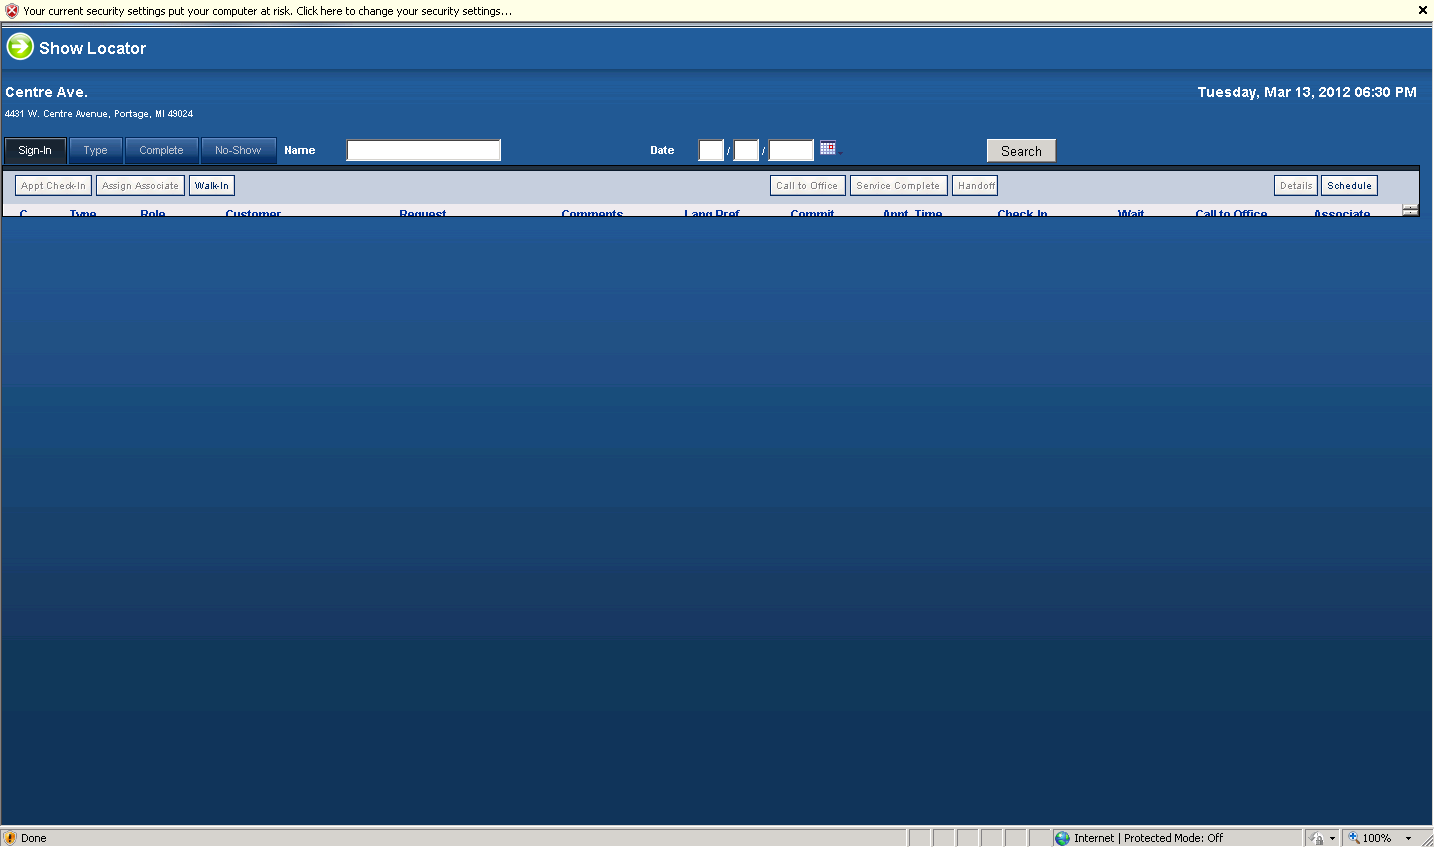 Your current security settings put your computer at risk. Click here to change your security settings...
Show Locator
Centre Ave.
Tuesday, Mar 13, 2012 06:30 PM
4431 W. Centre Avenue, Portage, MI 49024
Sign-In Type Complete No-Show Name Date / / Search
Appt Check-In Assign Associate Walk-In Call to Office Service Complete Handoff Details Schedule
C Type Role Customer Request Comments Lang Pref Commit Appt. Time Check In Wait Call to Office Associate
Done Internet | Protected Mode: Off 100%